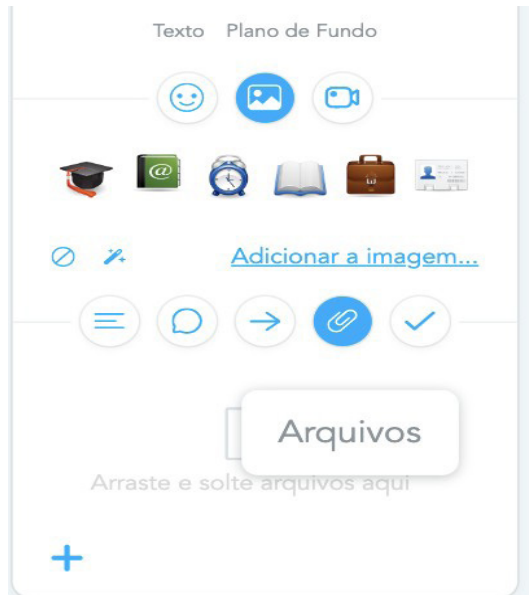 Texto Plano de Fundo
@
Adicionar a imagem...
Arquivos
Arraste e solte arquivos aqui